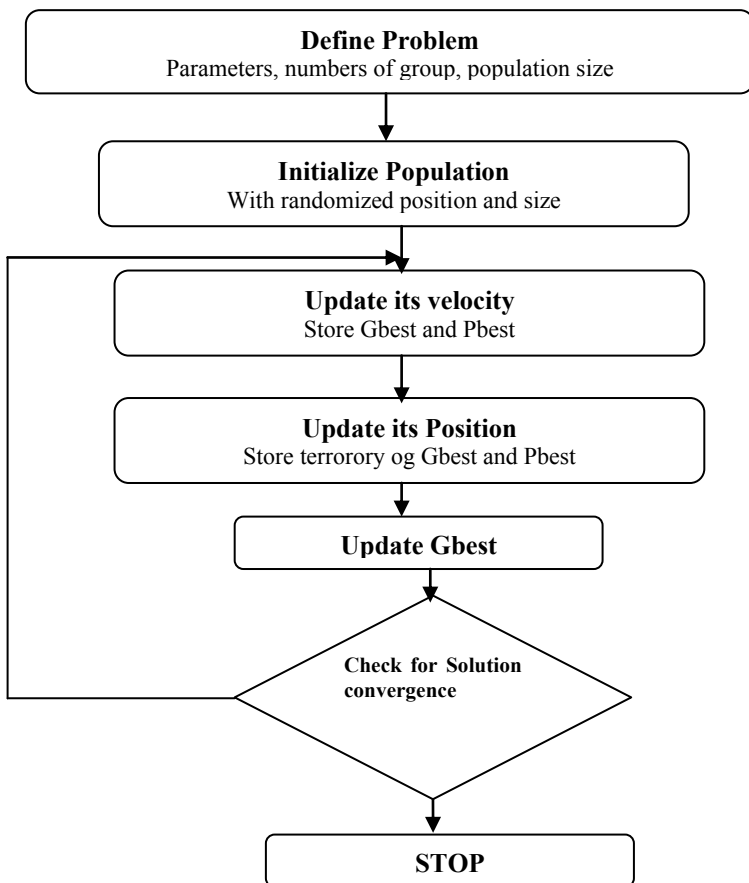 Define Problem
Parameters, numbers of group, population size
Initialize Population
With randomized position and size
Update its velocity
Store Gbest and Pbest
Update its Position
Store terrorory og Gbest and Pbest
Update Gbest
Check for Solution
convergence
STOP